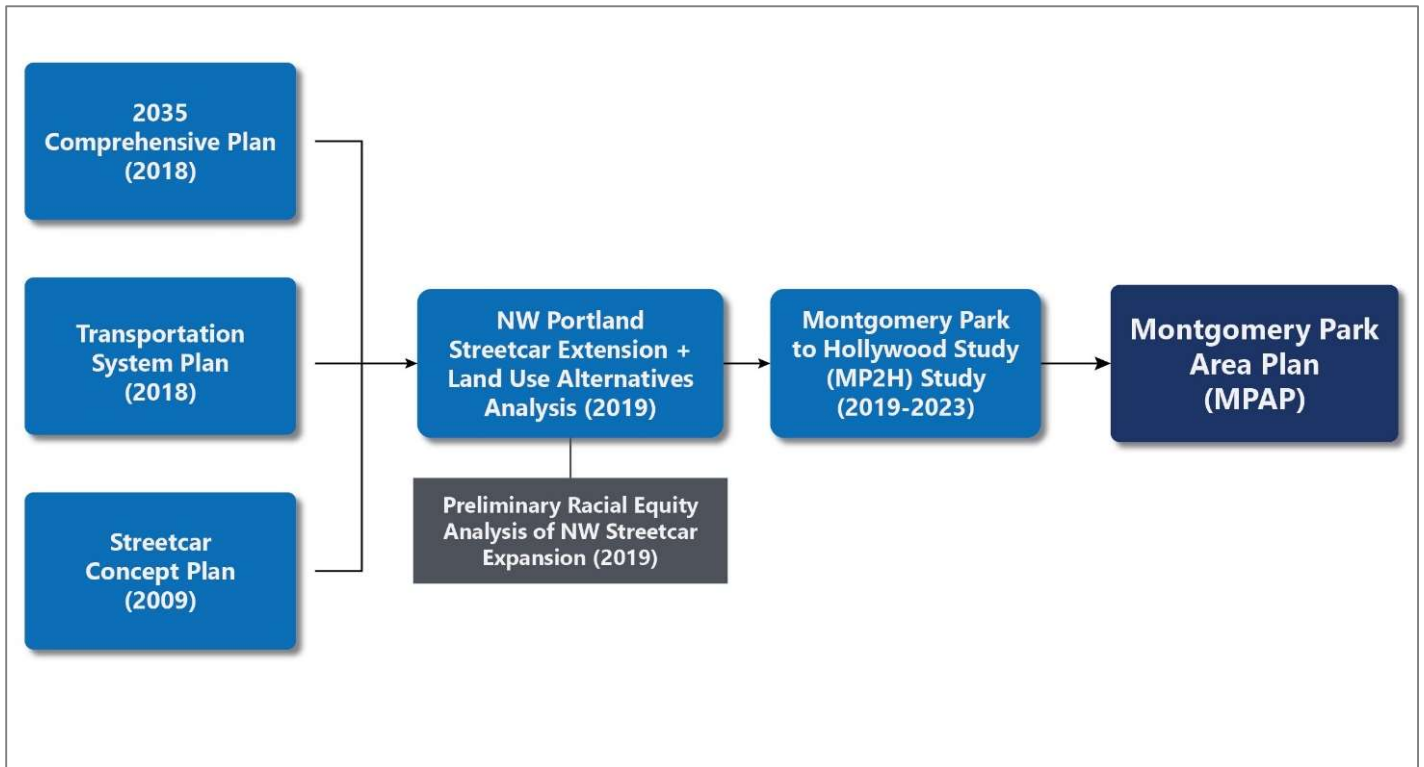 2035
Comprehensive Plan
(2018)
Transportation
System Plan
(2018)
Streetcar
Concept Plan
(2009)
NW Portland
Streetcar Extension +
Land Use Alternatives
Analysis (2019)
Preliminary Racial Equity
Analysis of NW Streetcar
Expansion (2019)
Montgomery Park
to Hollywood Study
(MP2H) Study
(2019-2023)
Montgomery Park
Area Plan
(MPAP)